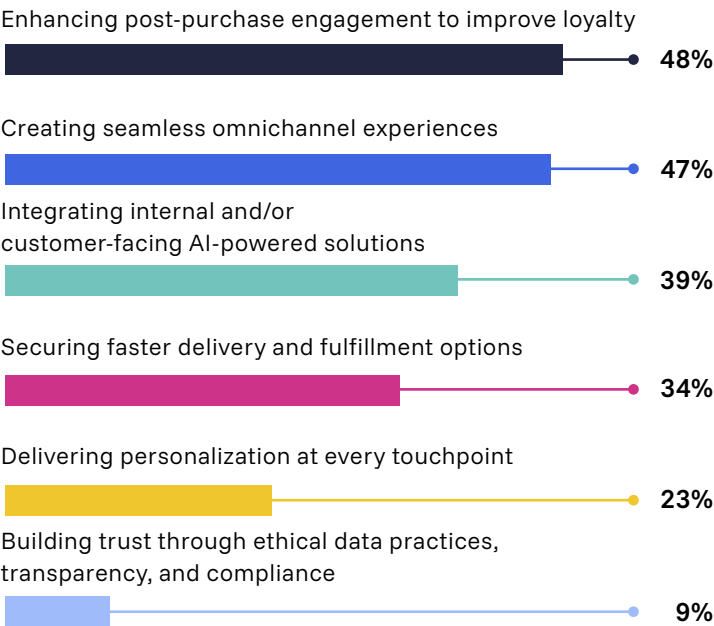 Enhancing post-purchase engagement to improve loyalty
48%
Creating seamless omnichannel experiences
47%
Integrating internal and/or
customer-facing AI-powered solutions
39%
Securing faster delivery and fulfillment options
34%
Delivering personalization at every touchpoint
23%
Building trust through ethical data practices,
transparency, and compliance
9%